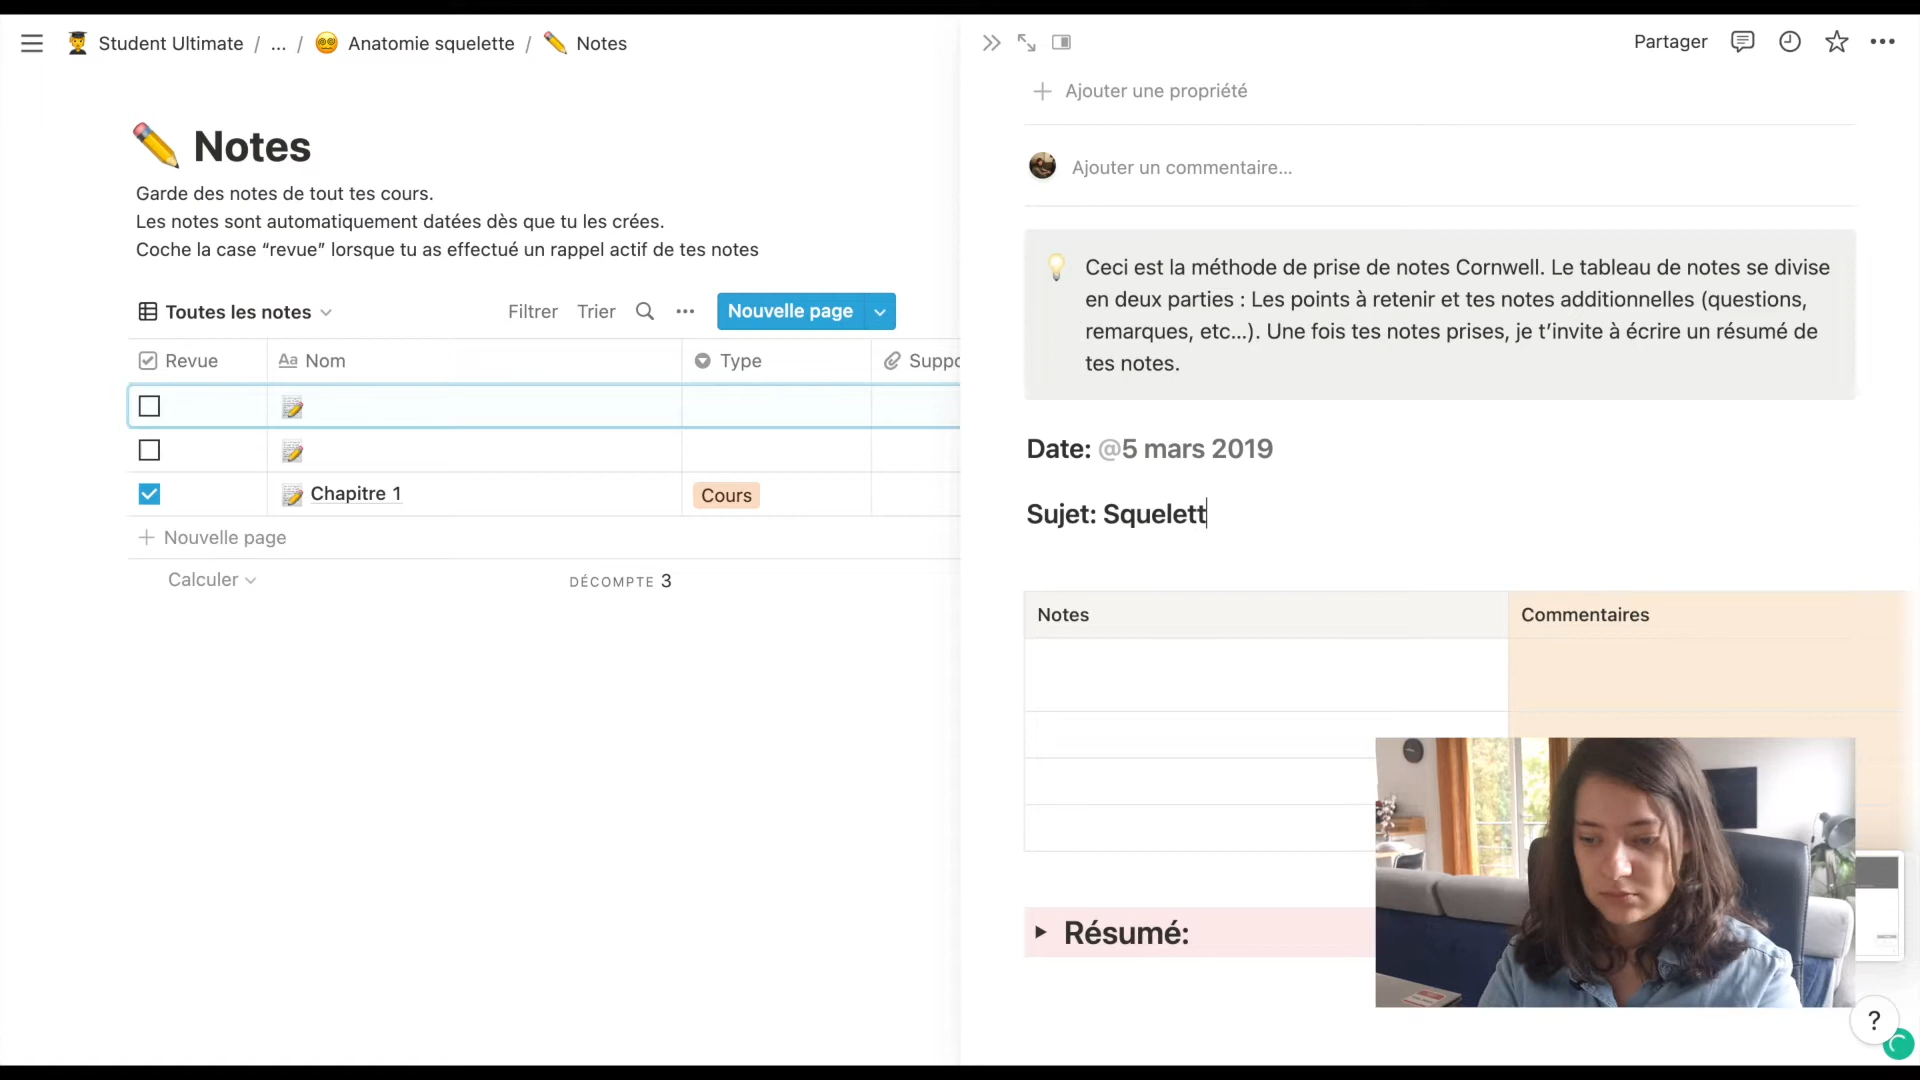 Student Ultimate / ... / Anatomie squelette / Notes
Notes
Garde des notes de tout tes cours.
Les notes sont automatiquement datées dès que tu les crées.
Coche la case “revue” lorsque tu as effectué un rappel actif de tes notes
Toutes les notes
Filtrer Trier ••• Nouvelle page
Revue Aa Nom Type Suppo
Chapitre 1 Cours
+ Nouvelle page
Calculer DÉCOMPTE 3
Partager •••
+ Ajouter une propriété
Ajouter un commentaire...
Ceci est la méthode de prise de notes Cornwell. Le tableau de notes se divise
en deux parties : Les points à retenir et tes notes additionnelles (questions,
remarques, etc...). Une fois tes notes prises, je t’invite à écrire un résumé de
tes notes.
Date: @5 mars 2019
Sujet: Squelett
Notes Commentaires
Résumé:
?